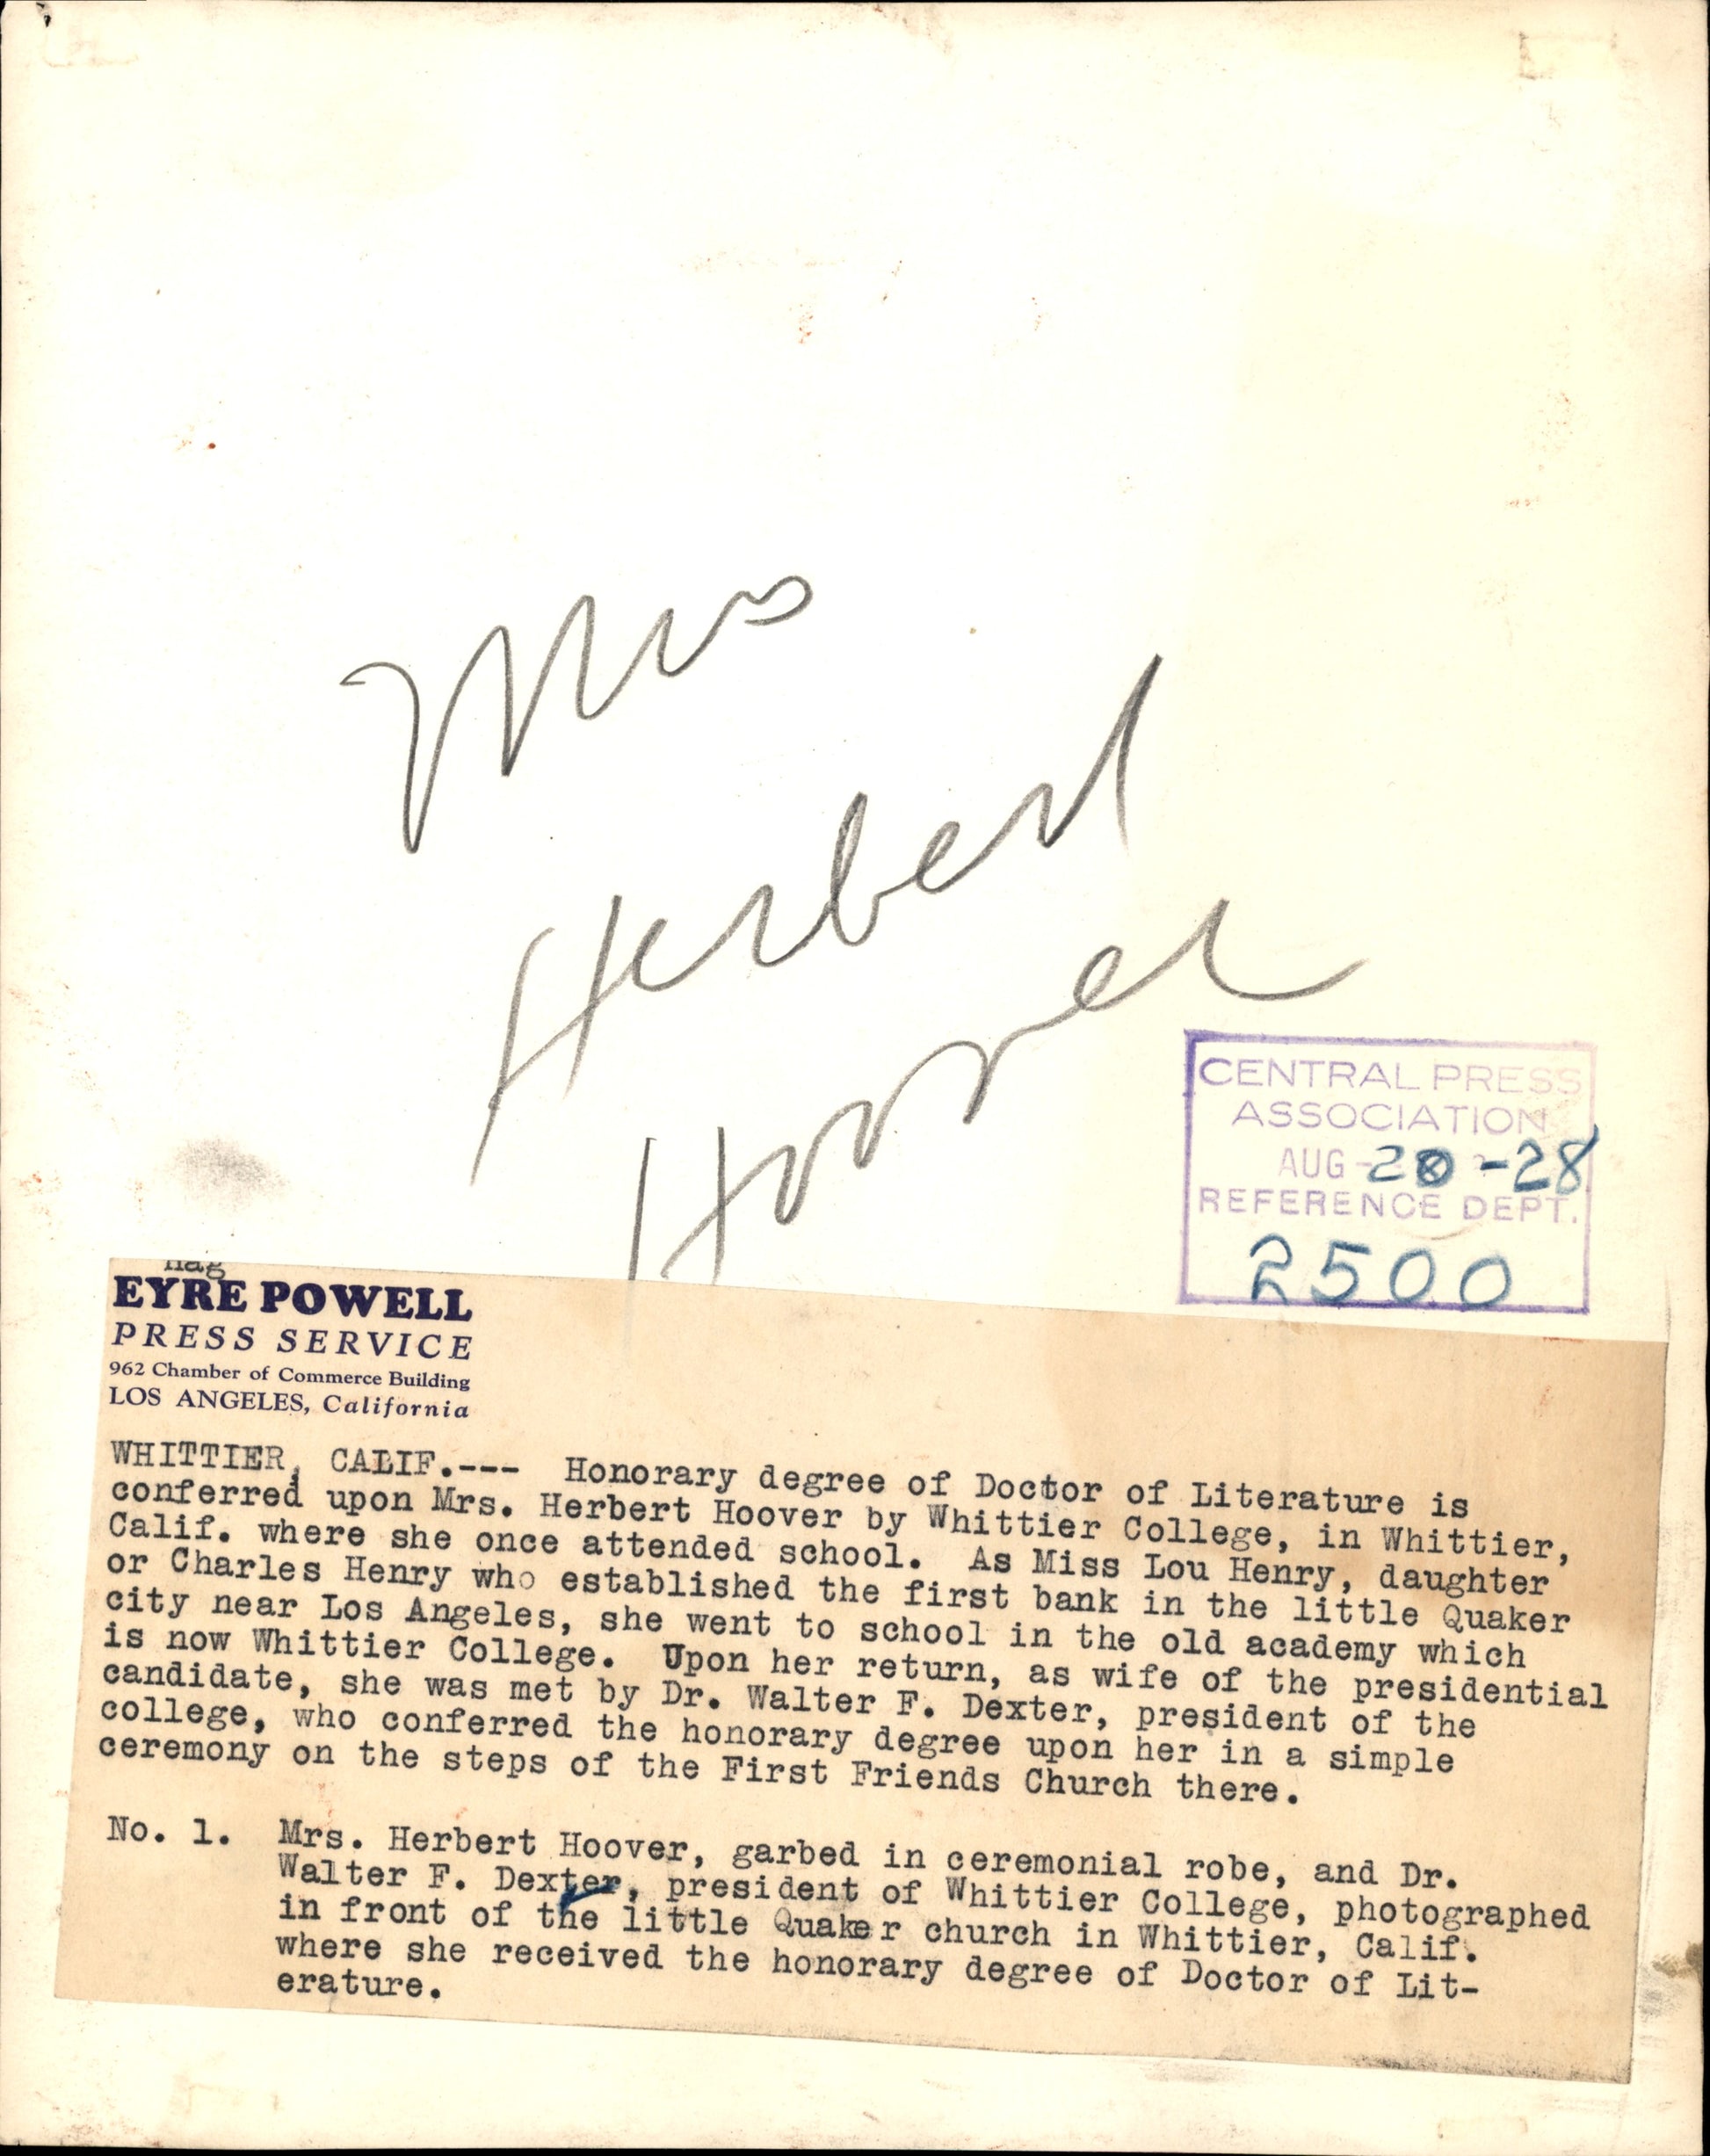 Mrs
Herbert
Hoover
CENTRAL PRESS
ASSOCIATION
AUG 20 -28
REFERENCE DEPT.
2500
EYRE POWELL
PRESS SERVICE
962 Chamber of Commerce Building
LOS ANGELES, California
WHITTIER, CALIF.--- Honorary degree of Doctor of Literature is
conferred upon Mrs. Herbert Hoover by Whittier College, in Whittier,
Calif. where she once attended school. As Miss Lou Henry, daughter
or Charles Henry who established the first bank in the little Quaker
city near Los Angeles, she went to school in the old academy which
is now Whittier College. Upon her return, as wife of the presidential
candidate, she was met by Dr. Walter F. Dexter, president of the
college, who conferred the honorary degree upon her in a simple
ceremony on the steps of the First Friends Church there.
No. 1. Mrs. Herbert Hoover, garbed in ceremonial robe, and Dr.
Walter F. Dexter, president of Whittier College, photographed
in front of the little Quaker church in Whittier, Calif.
where she received the honorary degree of Doctor of Lit-
erature.